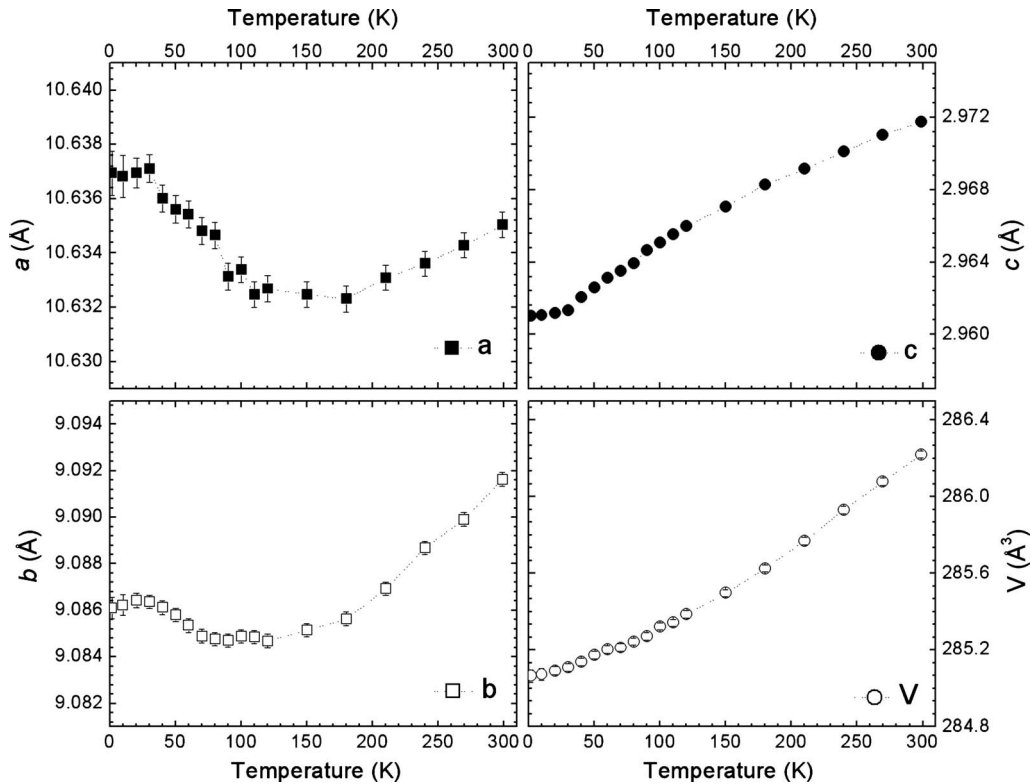 Temperature (K)
Temperature (K)
0 50 100 150 200 250 300
0 50 100 150 200 250 300
10.640
10.638
10.636
10.634
10.632
10.630
a (Å)
a
2.972
2.968
2.964
2.960
c (Å)
c
9.094
9.092
9.090
9.088
9.086
9.084
9.082
b (Å)
b
286.4
286.0
285.6
285.2
284.8
V (Å³)
V
0 50 100 150 200 250 300
0 50 100 150 200 250 300
Temperature (K)
Temperature (K)